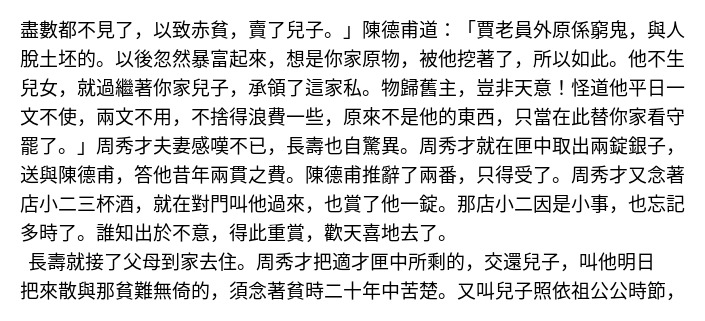 盡數都不見了，以致赤貧，賣了兒子。」陳德甫道：「賈老員外原係窮鬼，與人
脫土坯的。以後忽然暴富起來，想是你家原物，被他挖著了，所以如此。他不生
兒女，就過繼著你家兒子，承領了這家私。物歸舊主，豈非天意！怪道他平日一
文不使，兩文不用，不捨得浪費一些，原來不是他的東西，只當在此替你家看守
罷了。」周秀才夫妻感嘆不已，長壽也自驚異。周秀才就在匣中取出兩錠銀子，
送與陳德甫，答他昔年兩貫之費。陳德甫推辭了兩番，只得受了。周秀才又念著
店小二三杯酒，就在對門叫他過來，也賞了他一錠。那店小二因是小事，也忘記
多時了。誰知出於不意，得此重賞，歡天喜地去了。
長壽就接了父母到家去住。周秀才把適才匣中所剩的，交還兒子，叫他明日
把來散與那貧難無倚的，須念著貧時二十年中苦楚。又叫兒子照依祖公公時節，